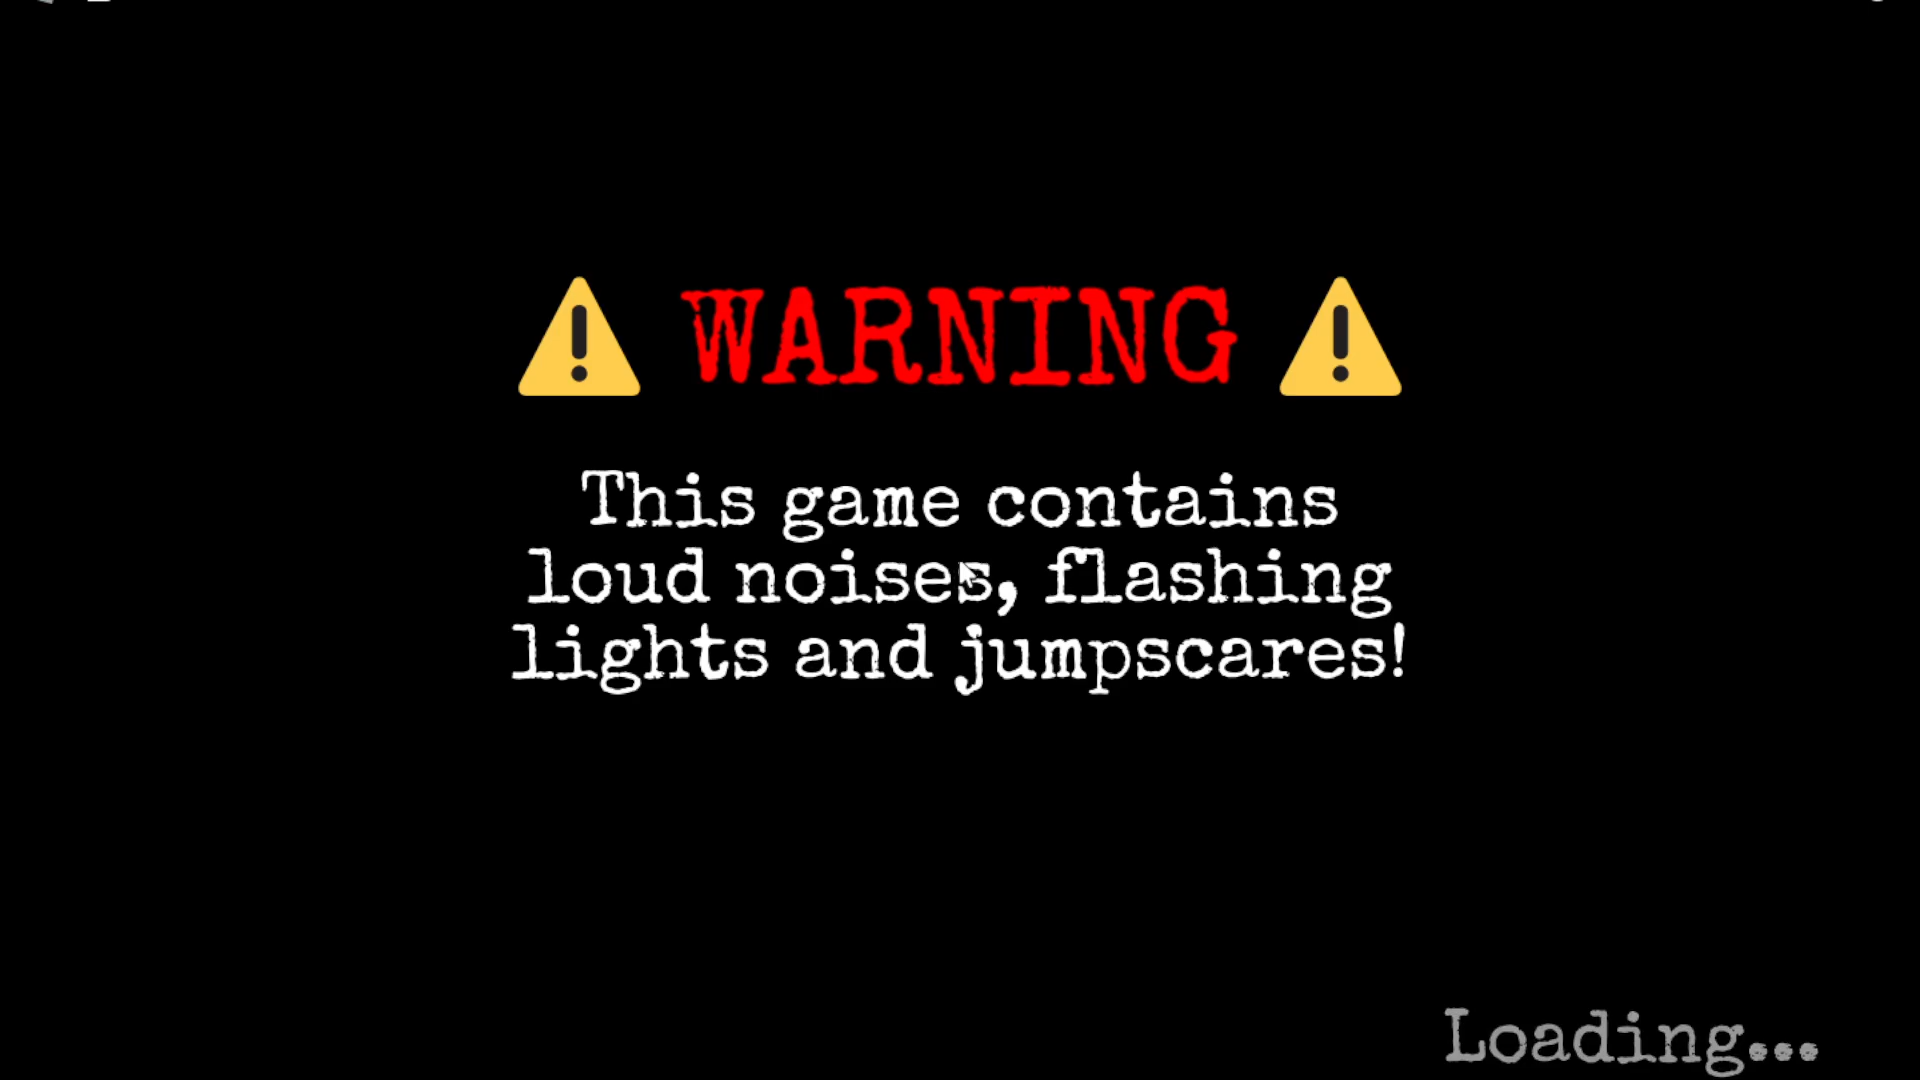 ⚠ WARNING ⚠
This game contains
loud noises, flashing
lights and jumpscares!
Loading...